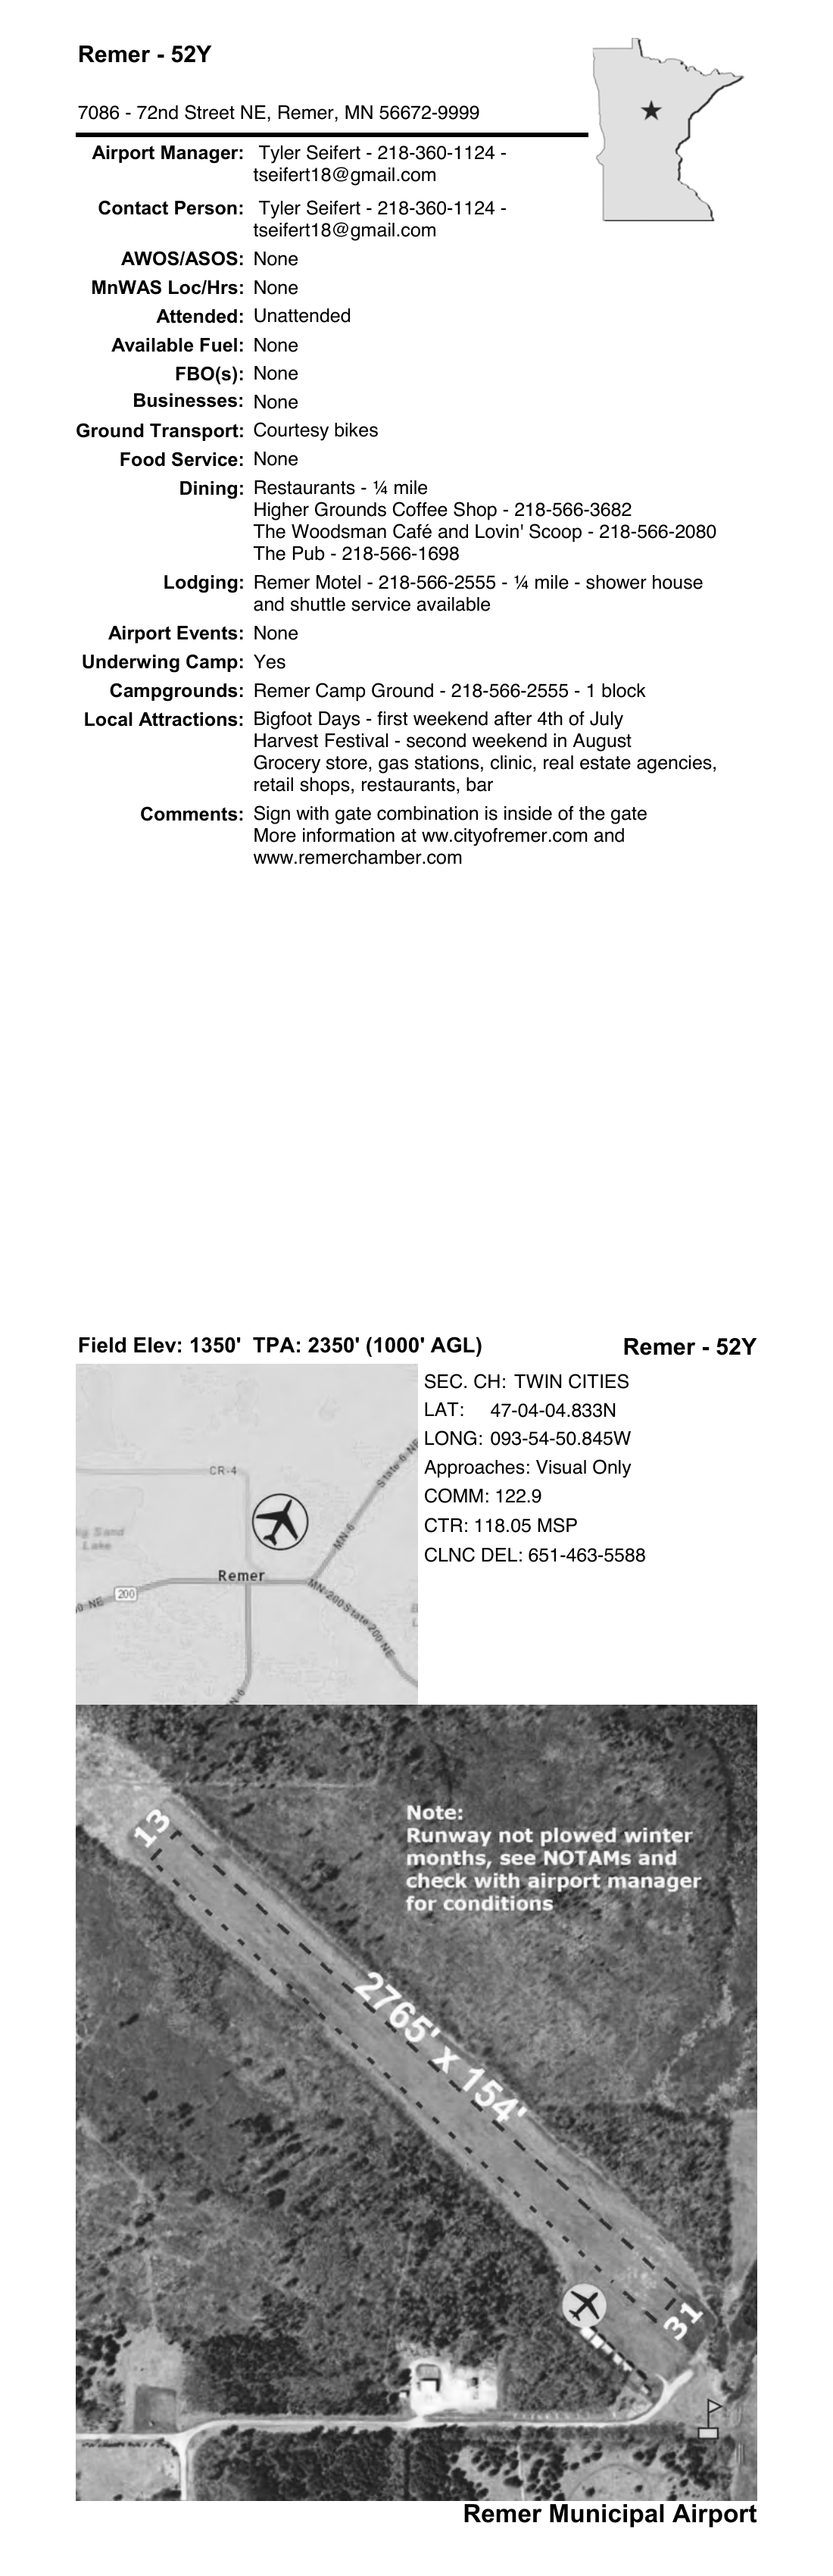 Remer - 52Y
7086 - 72nd Street NE, Remer, MN 56672-9999
Airport Manager: Tyler Seifert - 218-360-1124 -
tseifert18@gmail.com
Contact Person: Tyler Seifert - 218-360-1124 -
tseifert18@gmail.com
AWOS/ASOS: None
MnWAS Loc/Hrs: None
Attended: Unattended
Available Fuel: None
FBO(s): None
Businesses: None
Ground Transport: Courtesy bikes
Food Service: None
Dining: Restaurants - ¼ mile
Higher Grounds Coffee Shop - 218-566-3682
The Woodsman Café and Lovin' Scoop - 218-566-2080
The Pub - 218-566-1698
Lodging: Remer Motel - 218-566-2555 - ¼ mile - shower house
and shuttle service available
Airport Events: None
Underwing Camp: Yes
Campgrounds: Remer Camp Ground - 218-566-2555 - 1 block
Local Attractions: Bigfoot Days - first weekend after 4th of July
Harvest Festival - second weekend in August
Grocery store, gas stations, clinic, real estate agencies,
retail shops, restaurants, bar
Comments: Sign with gate combination is inside of the gate
More information at ww.cityofremer.com and
www.remerchamber.com
Field Elev: 1350' TPA: 2350' (1000' AGL)
Remer - 52Y
SEC. CH: TWIN CITIES
LAT: 47-04-04.833N
LONG: 093-54-50.845W
Approaches: Visual Only
COMM: 122.9
CTR: 118.05 MSP
CLNC DEL: 651-463-5588
CR-4
State 6 NE
MN-6
Sand
Lake
Remer
200
NE
MN-200
State 200 NE
13
Note:
Runway not plowed winter
months, see NOTAMs and
check with airport manager
for conditions
2765' x 154'
31
Remer Municipal Airport